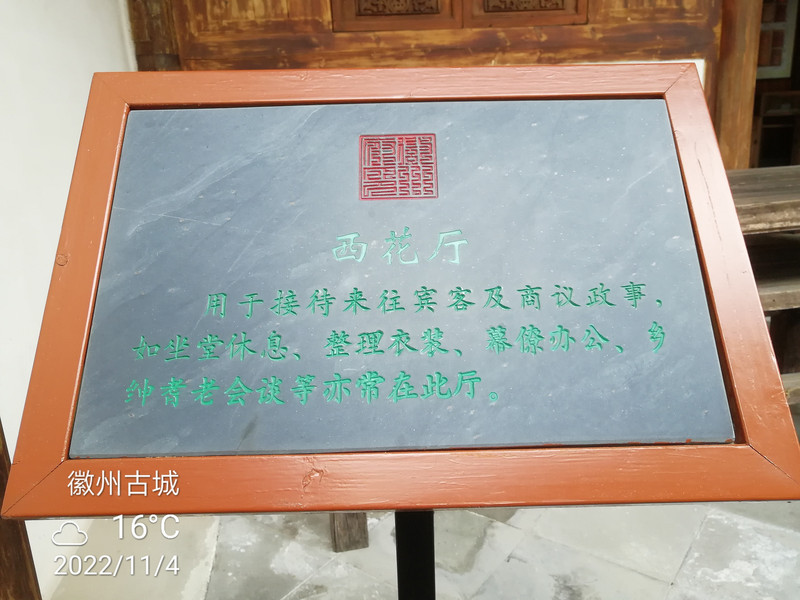 西花厅
用于接待来往宾客及商议政事，
如坐堂休息、整理衣装、幕僚办公、乡
绅耆老会谈等亦常在此厅。
徽州古城
16°C
2022/11/4